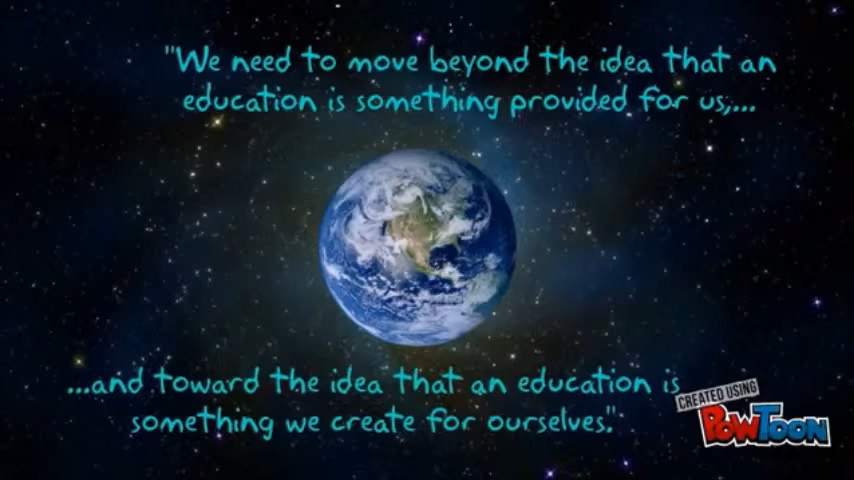 "We need to move beyond the idea that an
education is something provided for us,...
...and toward the idea that an education is
something we create for ourselves."
CREATED USING
POWTOON